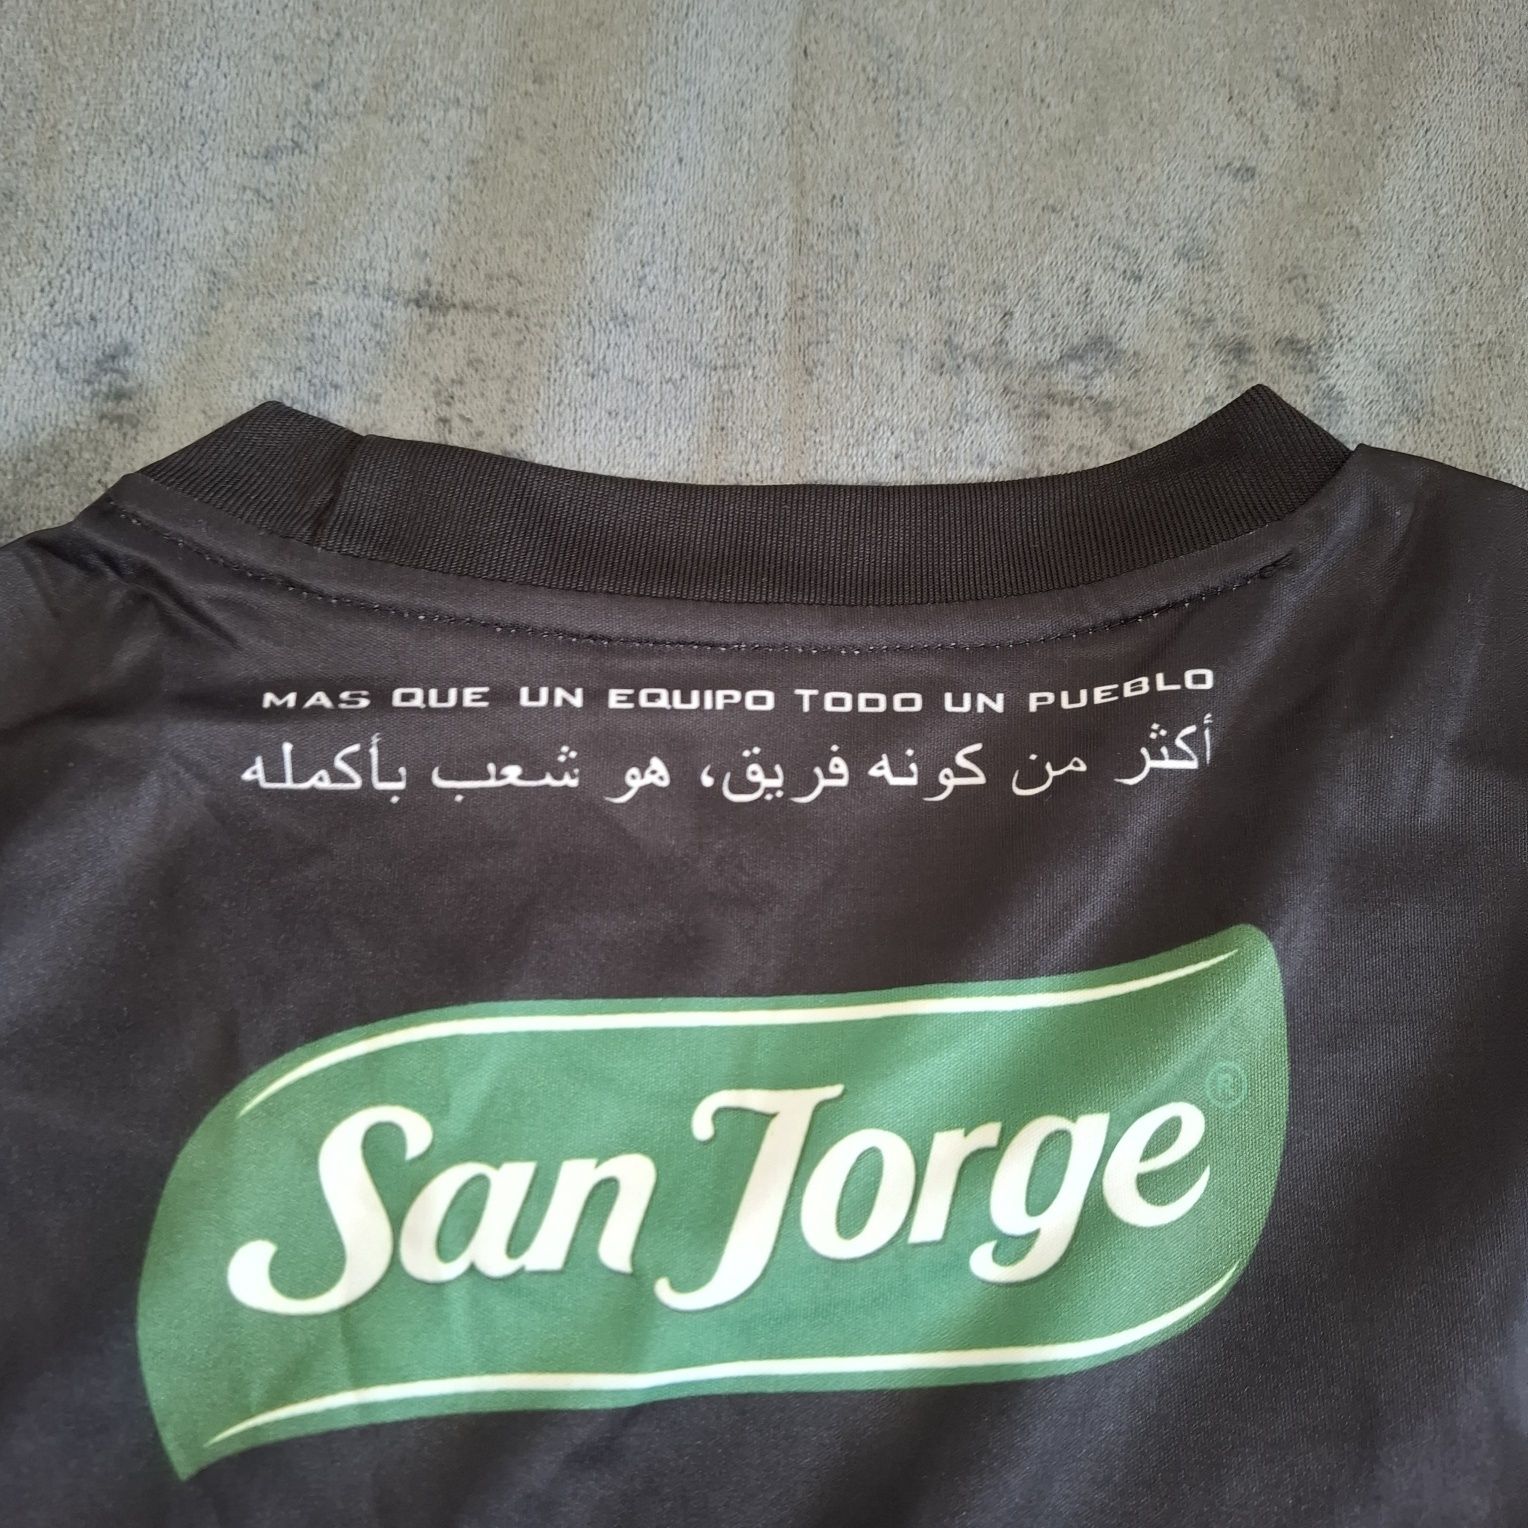 MAS QUE UN EQUIPO TODO UN PUEBLO
أكثر من كونه فريق، هو شعب بأكمله
San Jorge ®